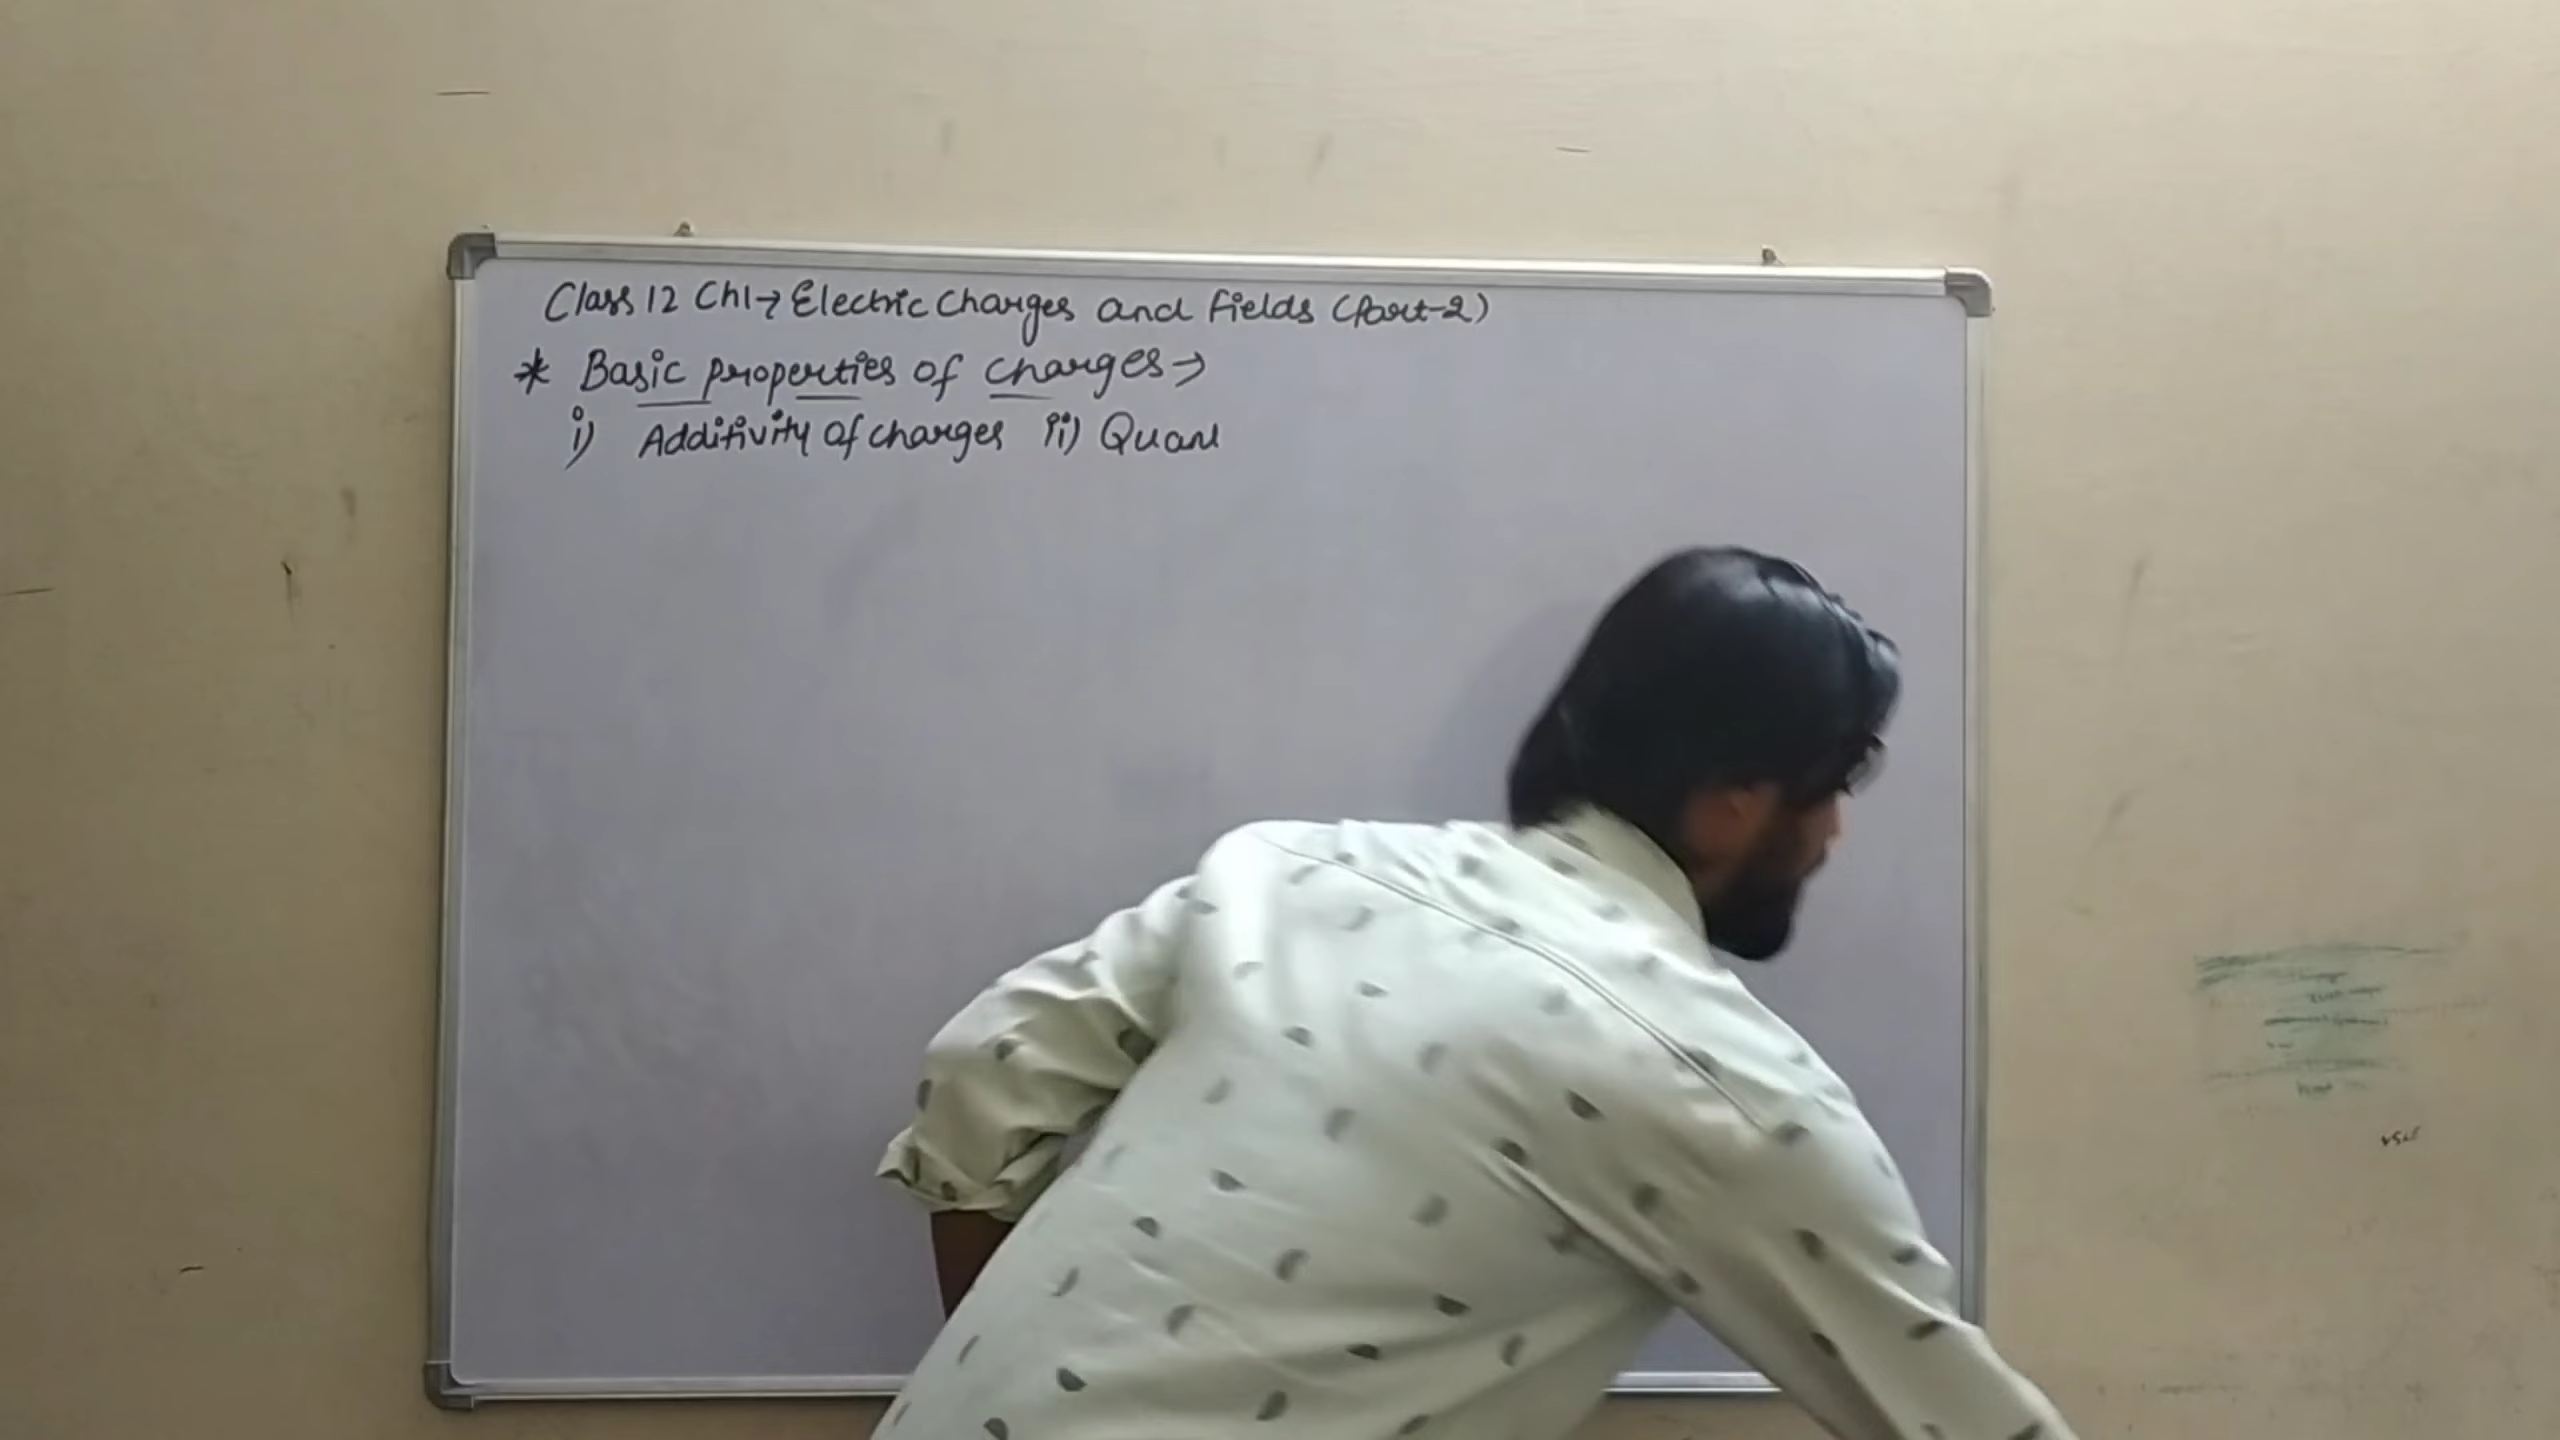 Class 12 Ch1→ Electric Charges and Fields (Part-2)
* Basic properties of charges→
i) Additivity of charges ii) Quan